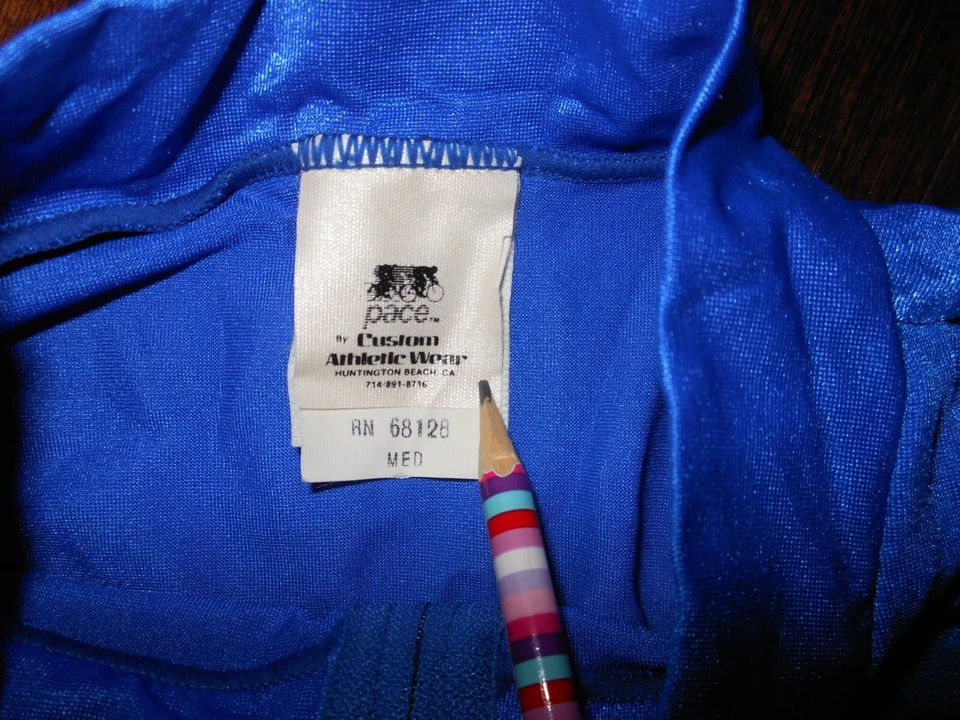 pace™
By Custom
Athletic Wear
HUNTINGTON BEACH, CA
714/891-8716
RN 68128
MED